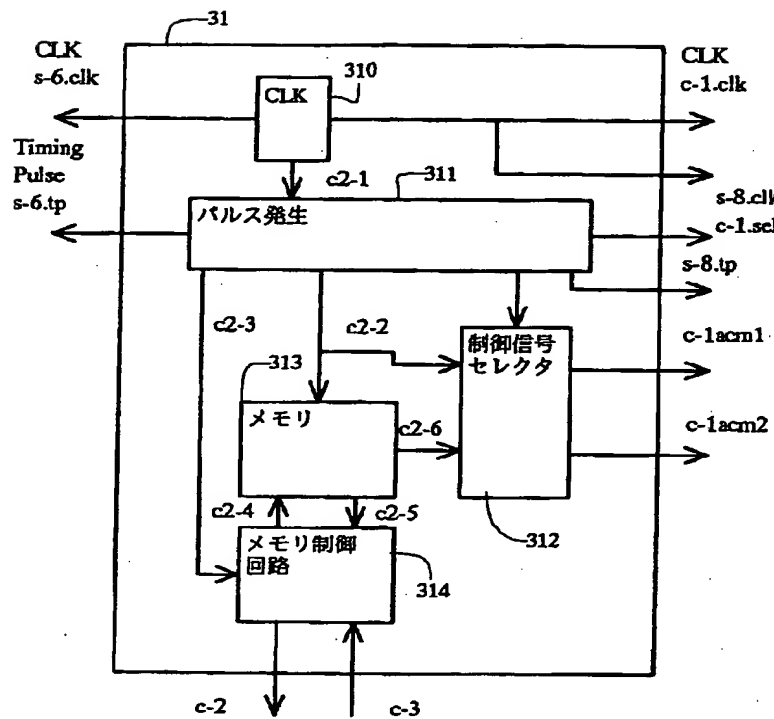 31
CLK
s-6.clk
CLK
c-1.clk
310
CLK
Timing
Pulse
s-6.tp
c2-1
311
s-8.clk
パルス発生
c-1.sel
s-8.tp
c2-3
c2-2
制御信号
セレクタ
c-1acm1
313
メモリ
c2-6
c-1acm2
c2-4
c2-5
312
メモリ制御
回路
314
c-2
c-3